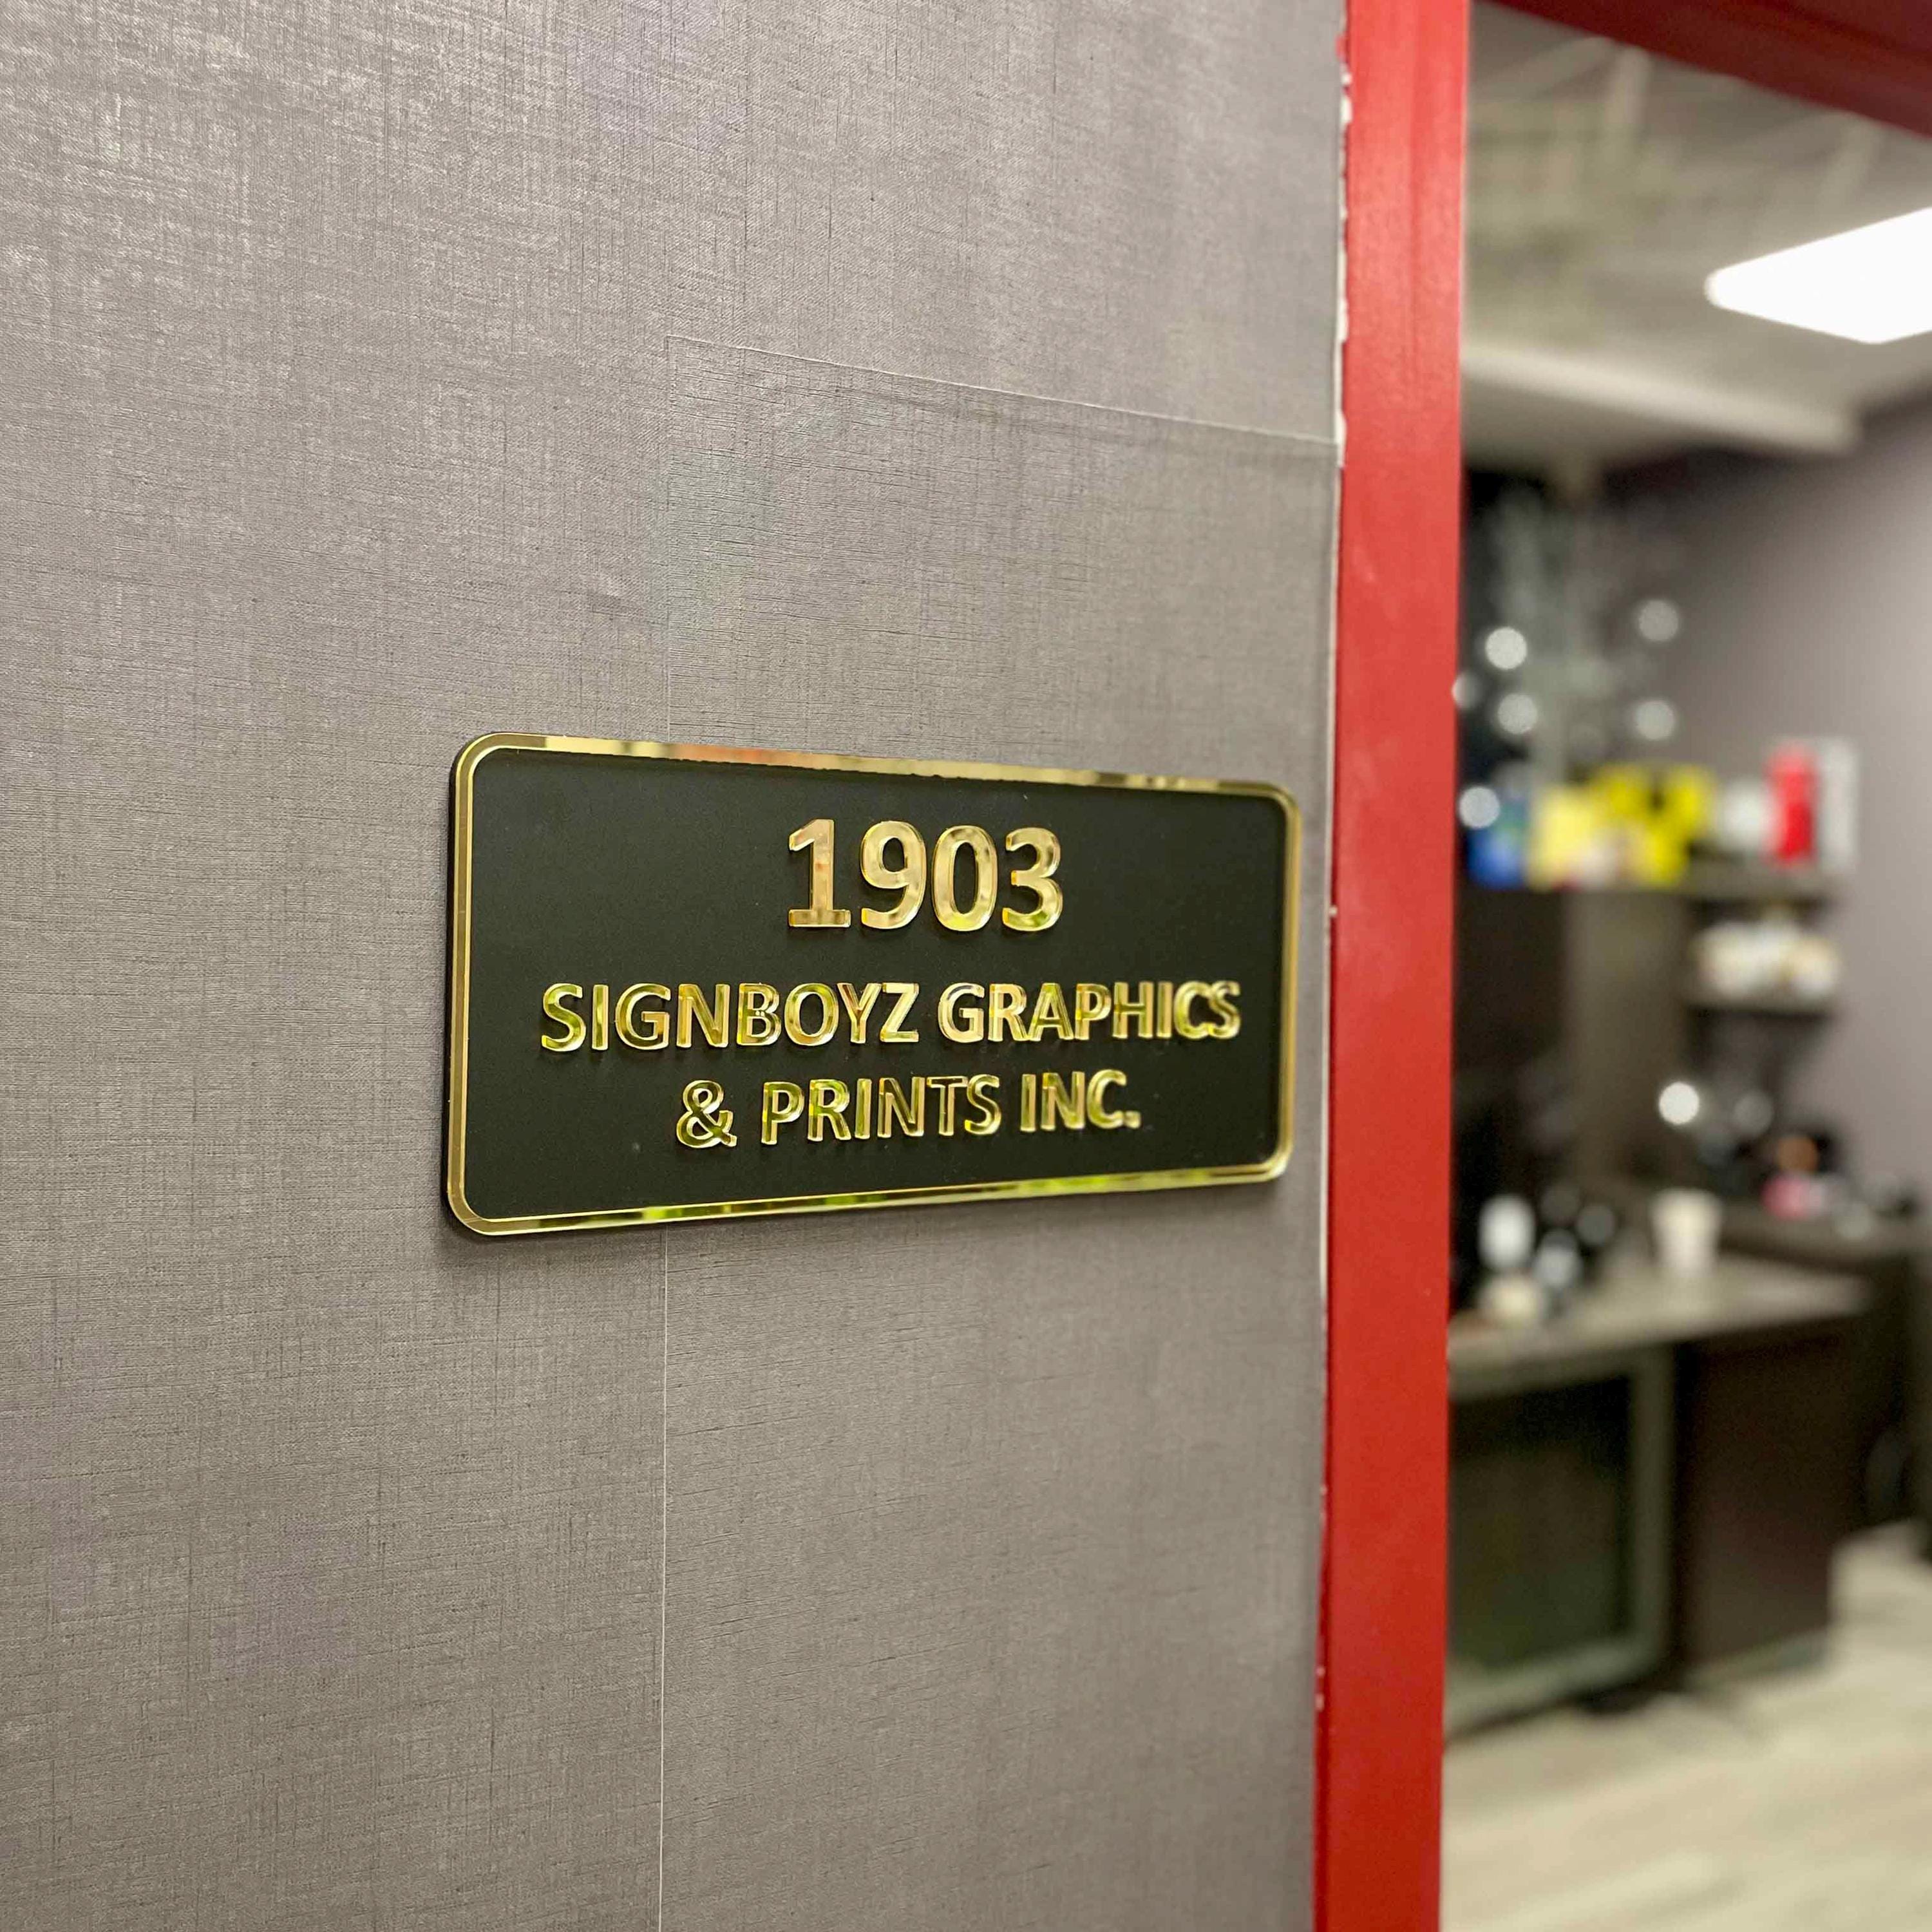 1903
SIGNBOYZ GRAPHICS
& PRINTS INC.